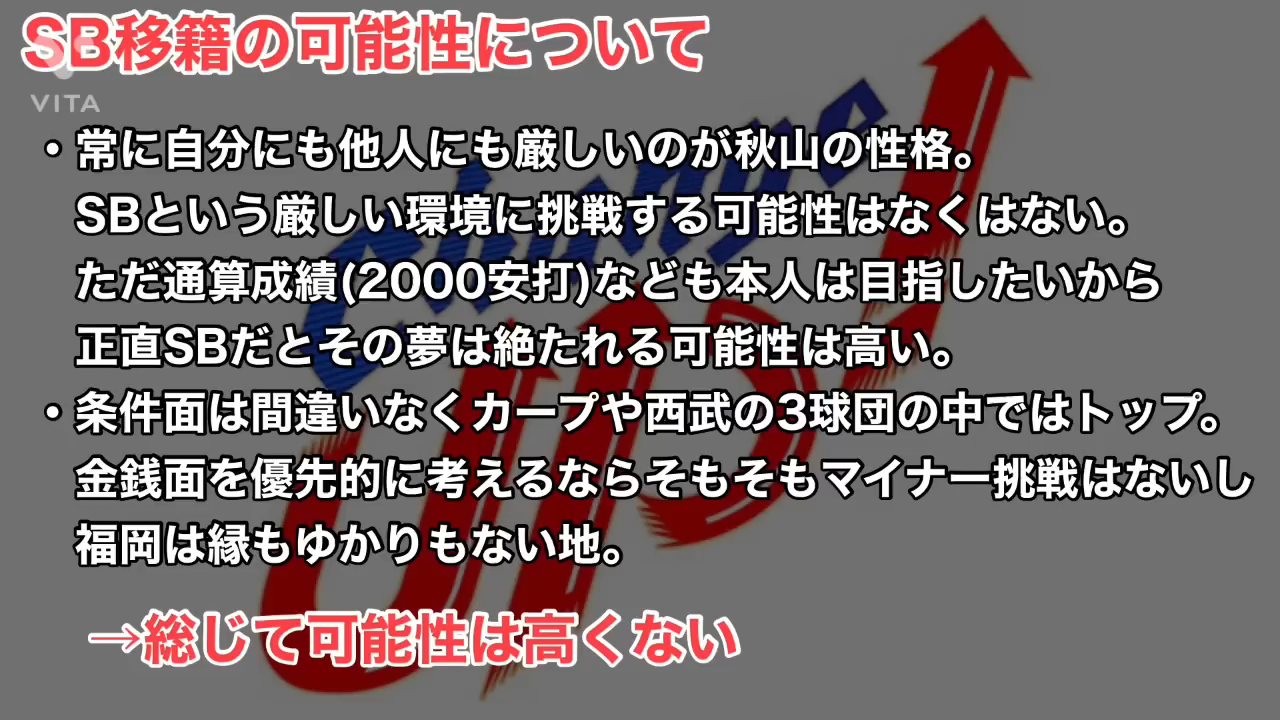 SB移籍の可能性について
VITA
・常に自分にも他人にも厳しいのが秋山の性格。
SBという厳しい環境に挑戦する可能性はなくはない。
ただ通算成績(2000安打)なども本人は目指したいから
正直SBだとその夢は絶たれる可能性は高い。
・条件面は間違いなくカープや西武の3球団の中ではトップ。
金銭面を優先的に考えるならそもそもマイナー挑戦はないし
福岡は縁もゆかりもない地。
→総じて可能性は高くない
Change
UP